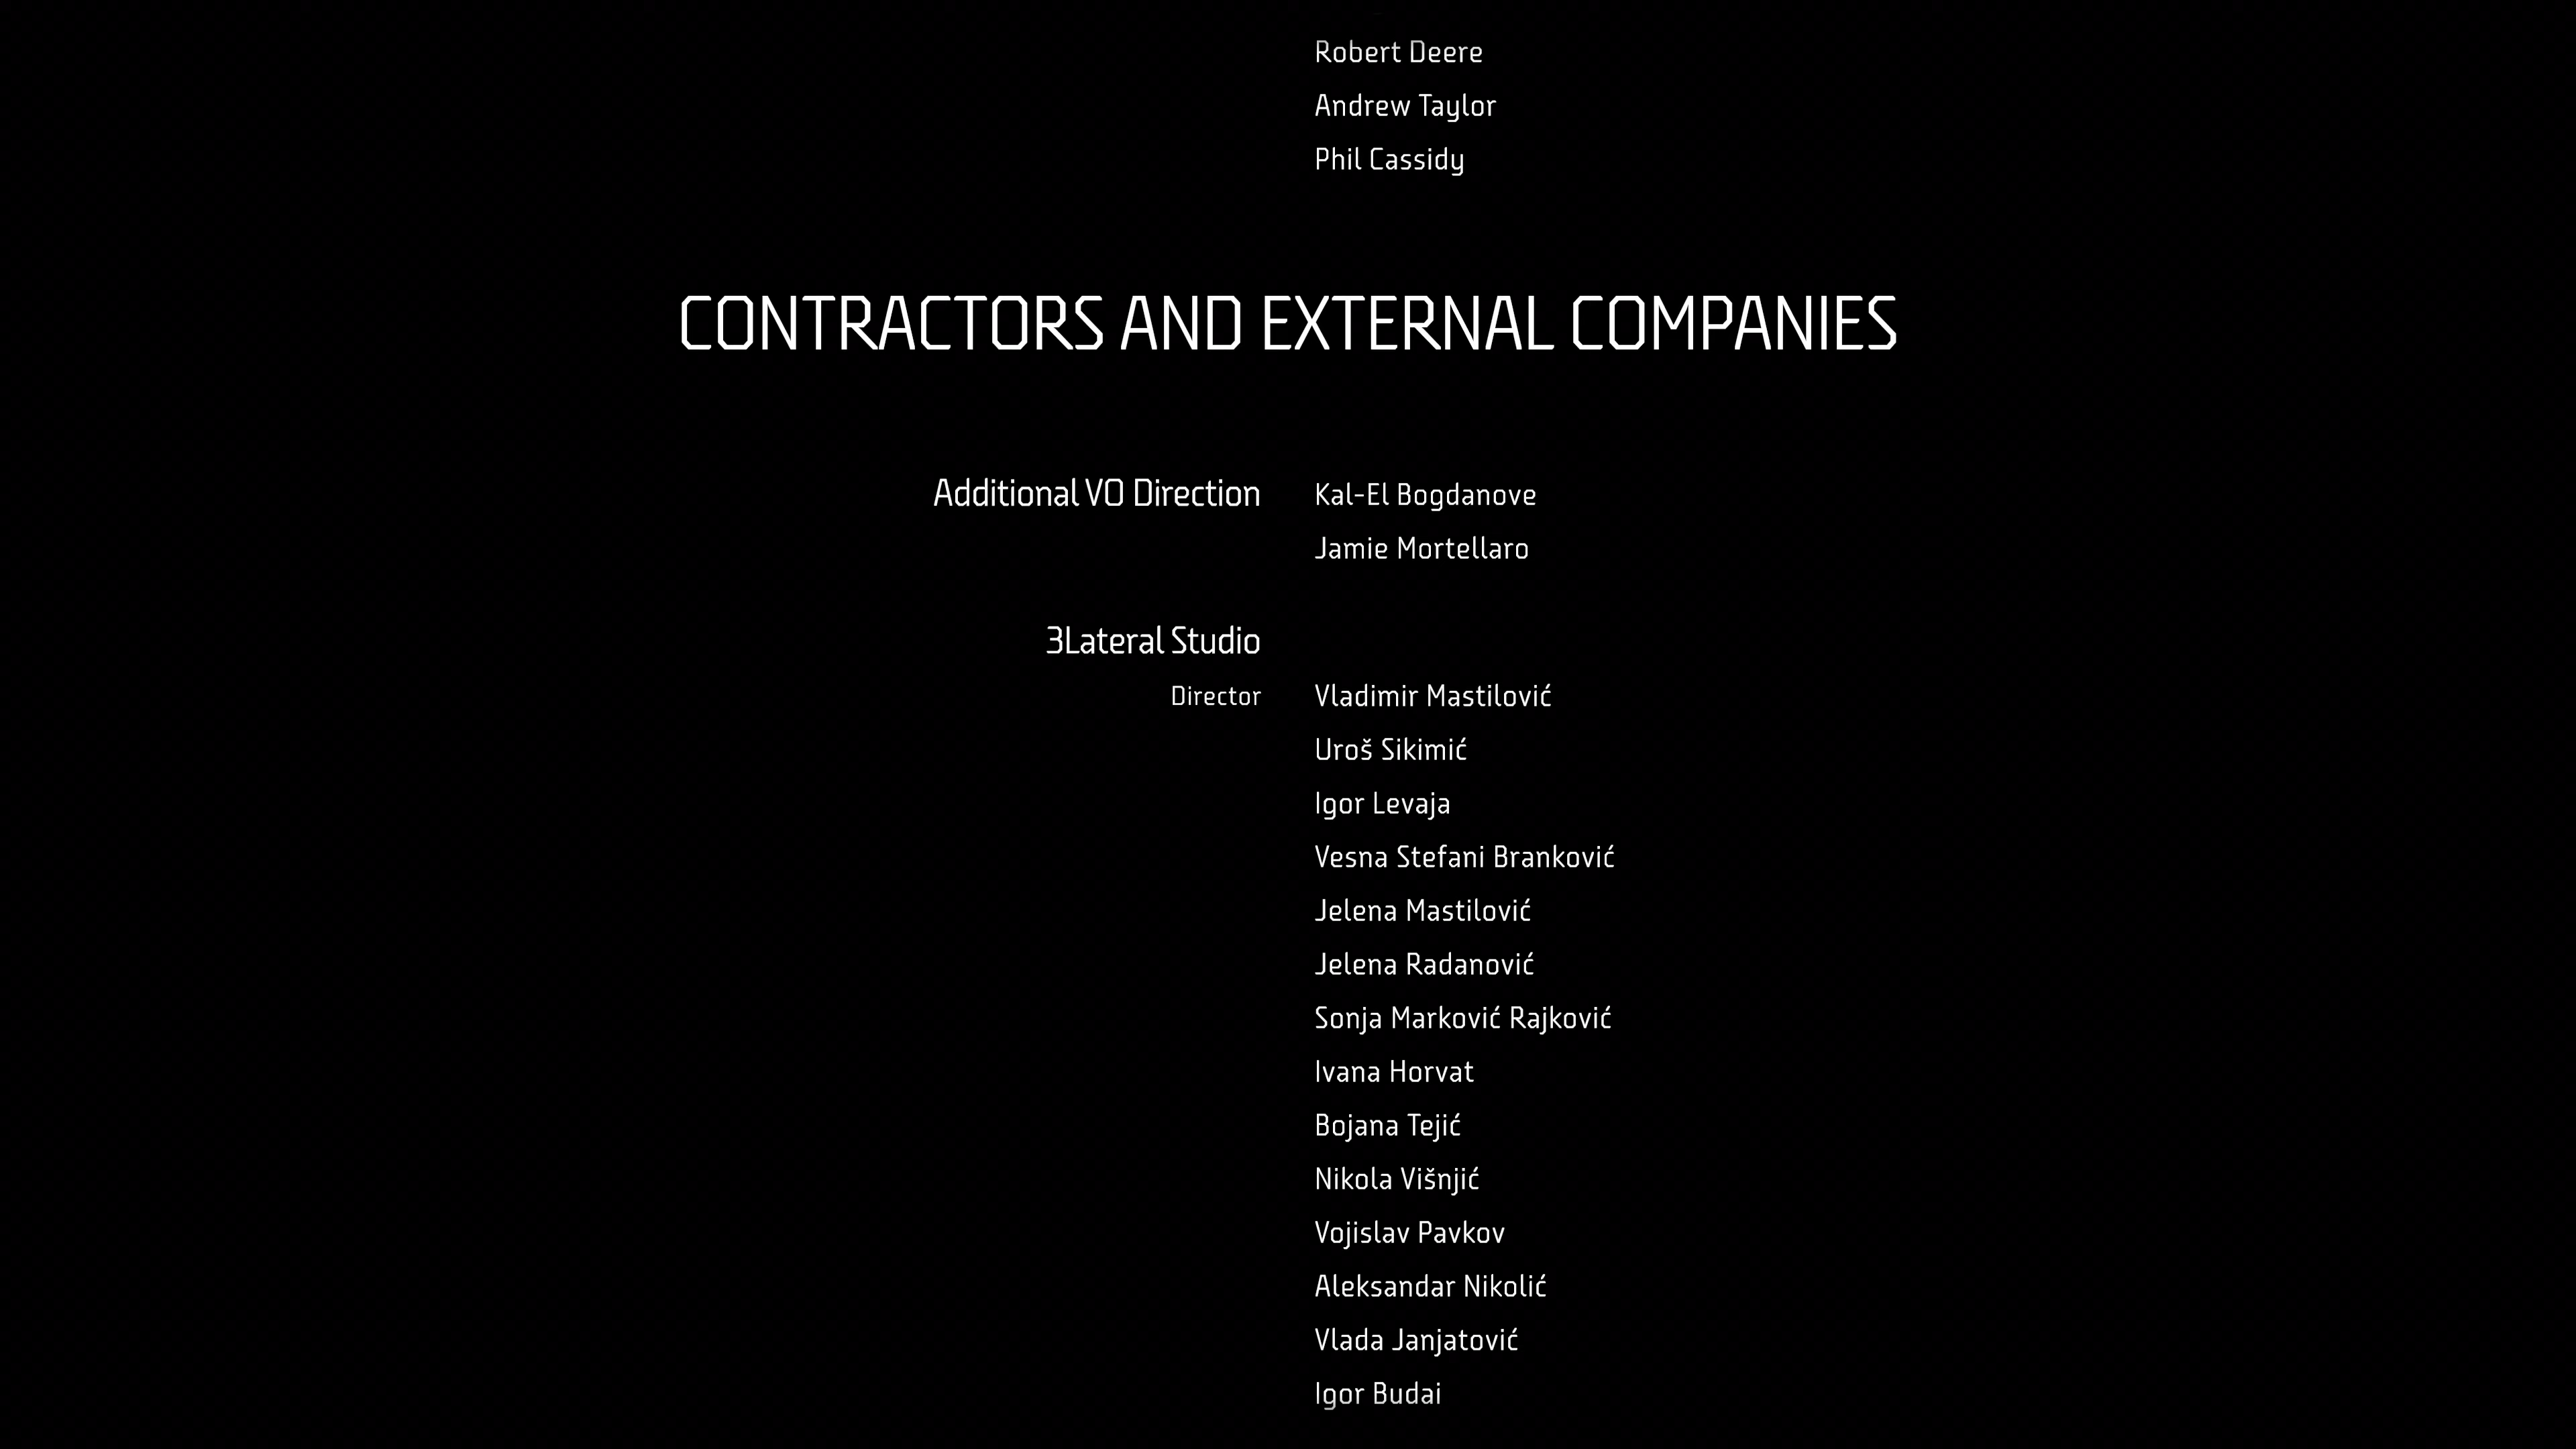 Robert Deere
Andrew Taylor
Phil Cassidy
CONTRACTORS AND EXTERNAL COMPANIES
Additional VO Direction Kal-El Bogdanove
Jamie Mortellaro
3Lateral Studio
Director Vladimir Mastilović
Uroš Sikimić
Igor Levaja
Vesna Stefani Branković
Jelena Mastilović
Jelena Radanović
Sonja Marković Rajković
Ivana Horvat
Bojana Tejić
Nikola Višnjić
Vojislav Pavkov
Aleksandar Nikolić
Vlada Janjatović
Igor Budai